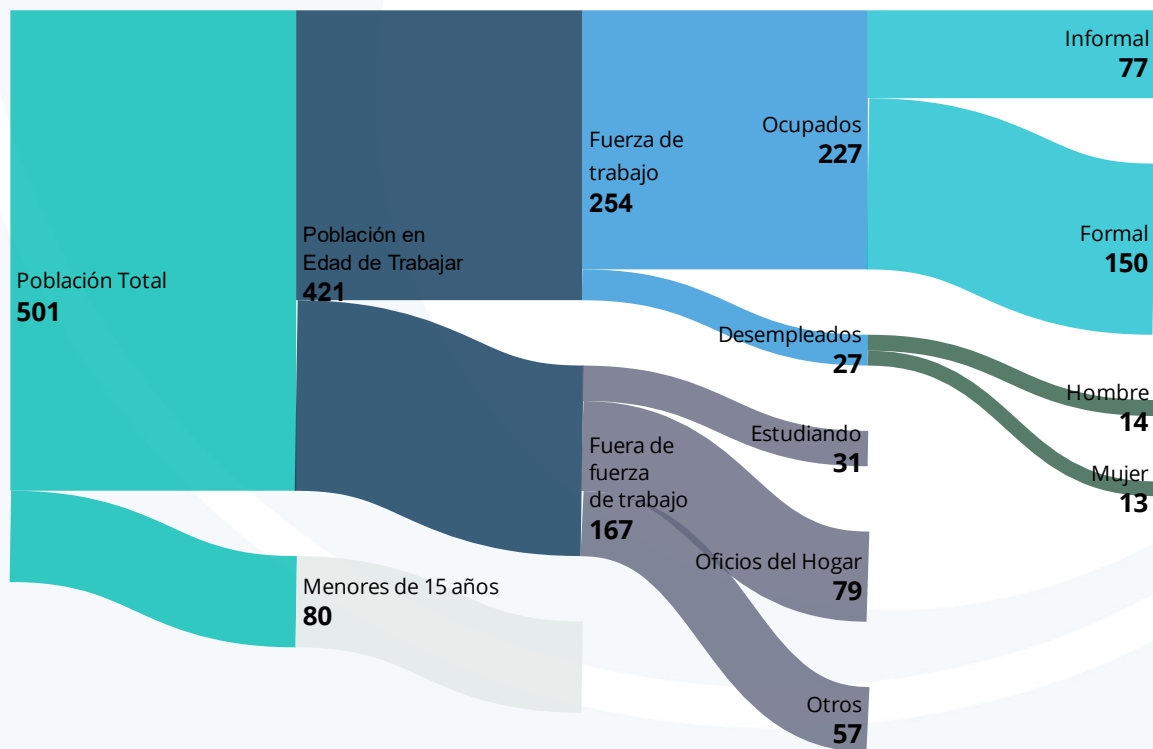 Población Total
501
Población en
Edad de Trabajar
421
Menores de 15 años
80
Fuerza de
trabajo
254
Fuera de
fuerza
de trabajo
167
Ocupados
227
Desempleados
27
Estudiando
31
Oficios del Hogar
79
Otros
57
Informal
77
Formal
150
Hombre
14
Mujer
13